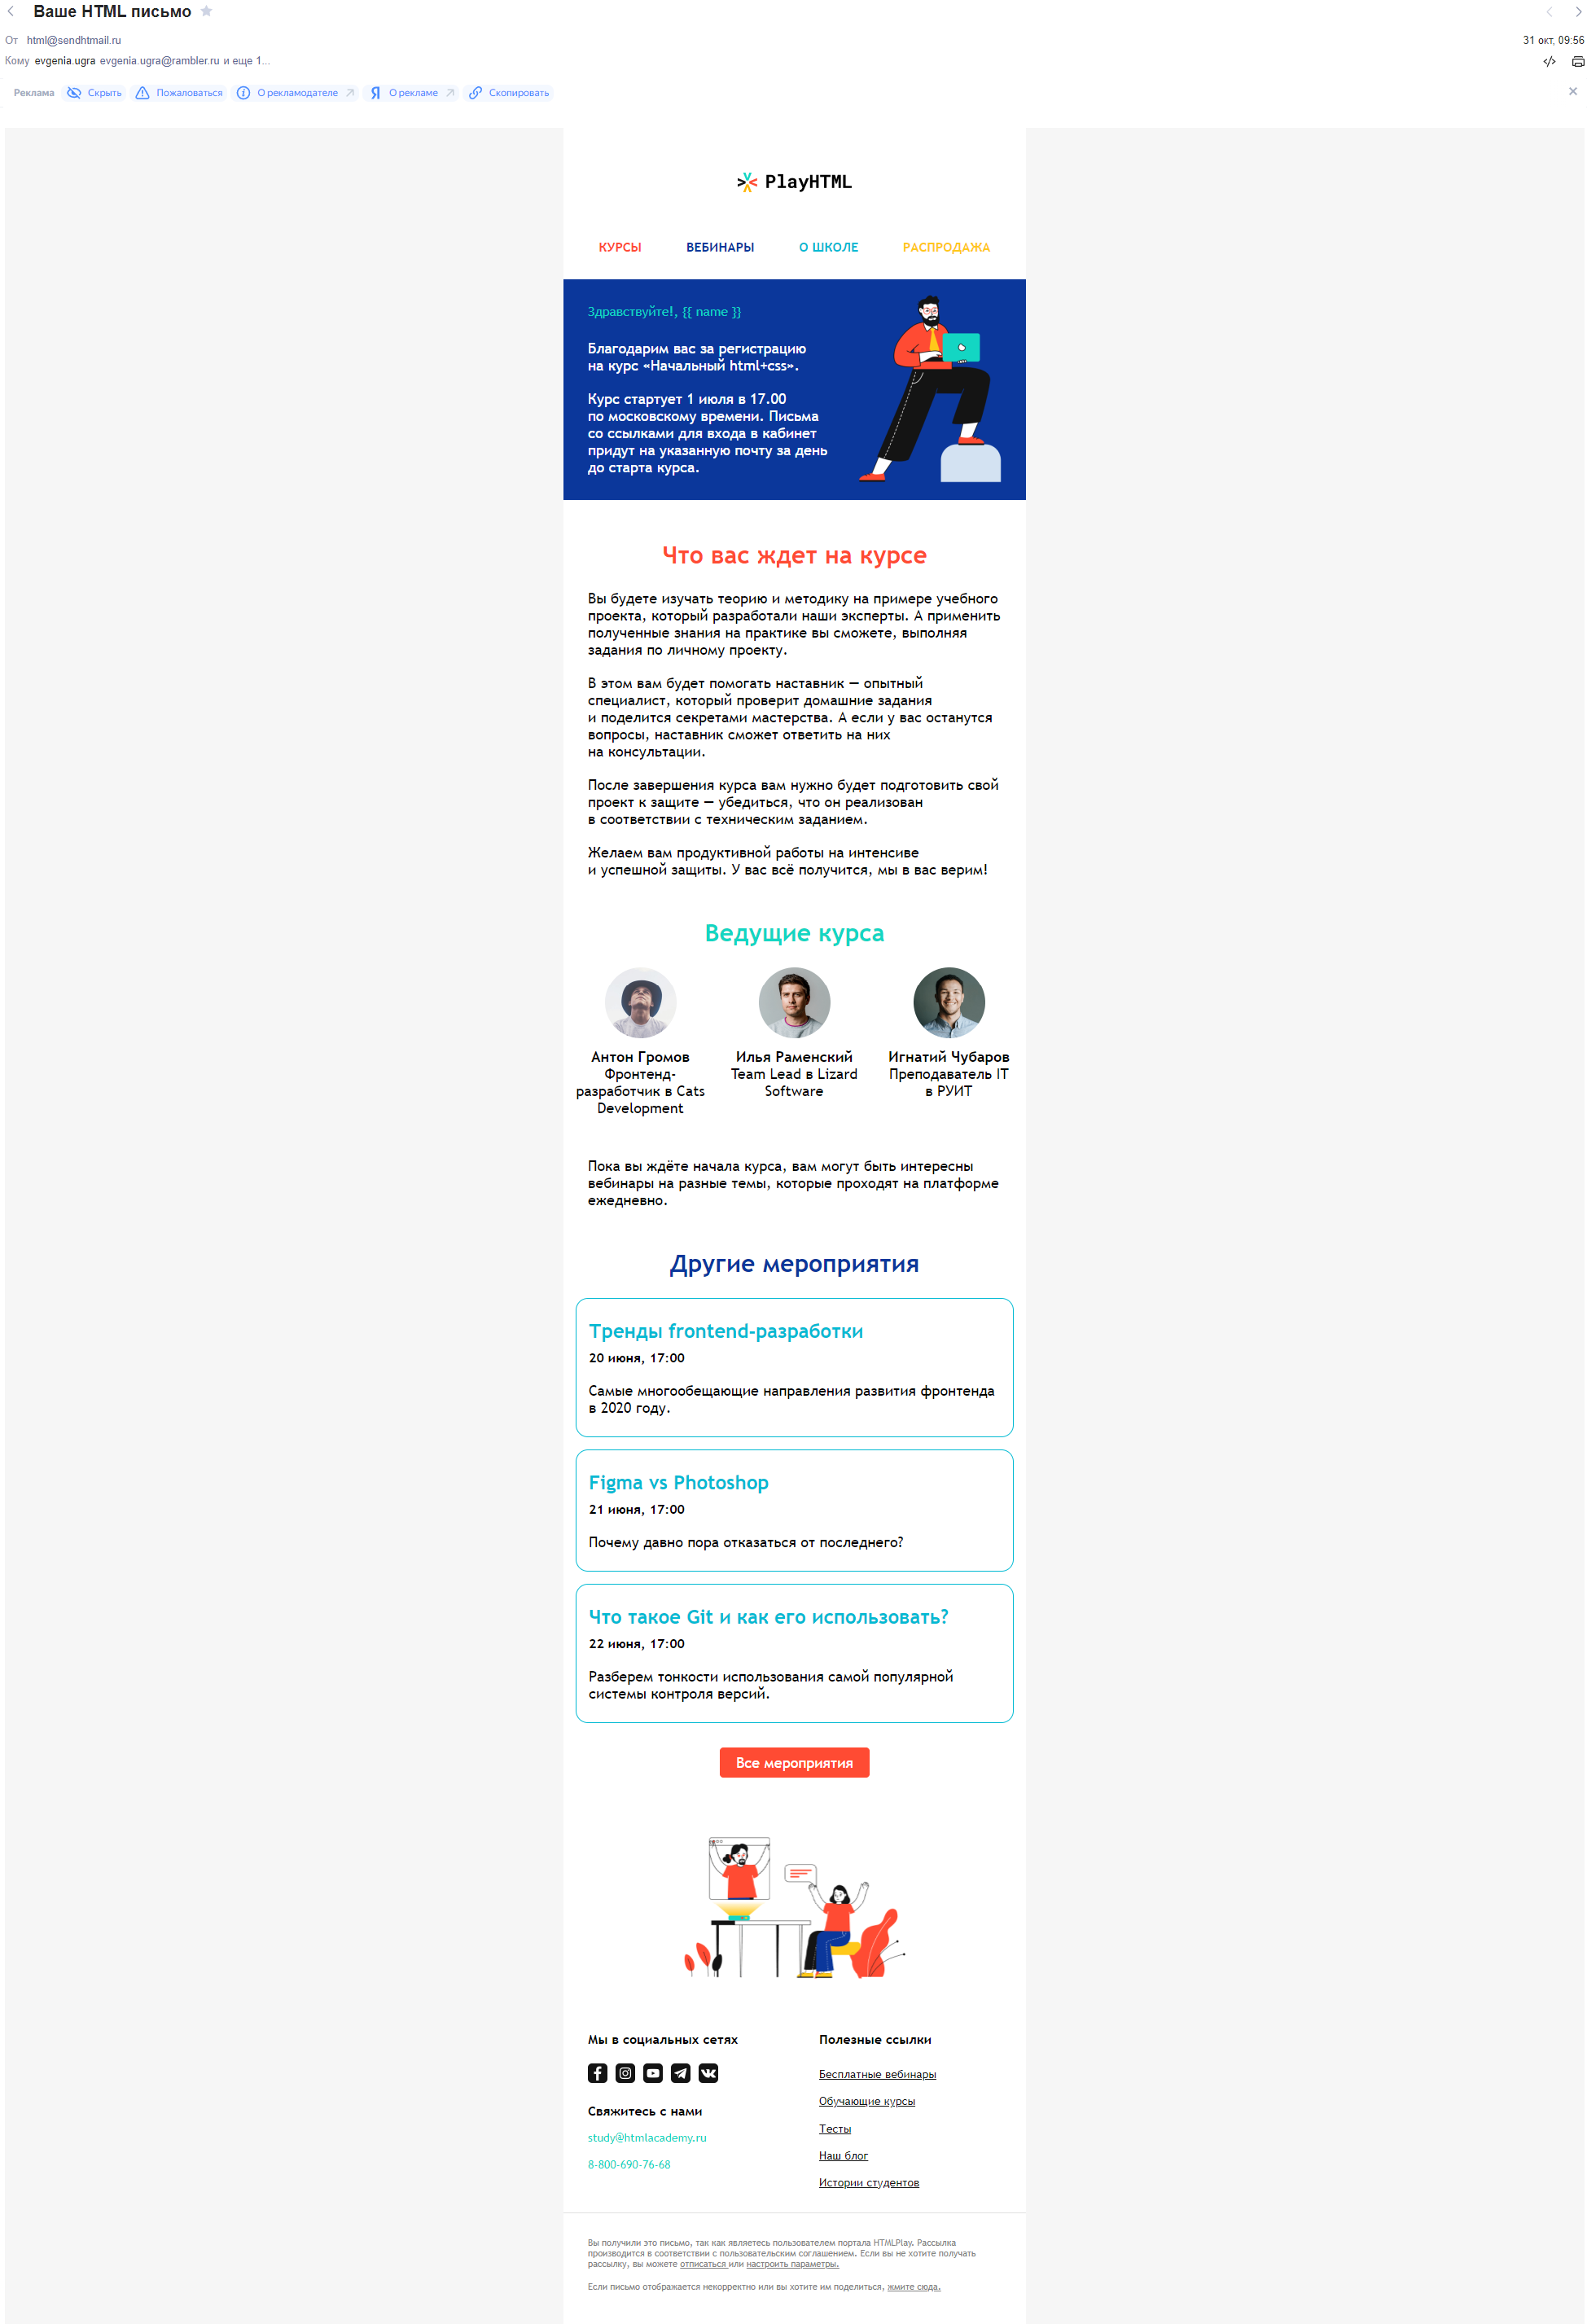 Ваше HTML письмо
От html@sendhtmail.ru
31 окт, 09:56
Кому evgenia.ugra evgenia.ugra@rambler.ru и еще 1...
Реклама Скрыть Пожаловаться О рекламодателе О рекламе Скопировать
PlayHTML
КУРСЫ ВЕБИНАРЫ О ШКОЛЕ РАСПРОДАЖА
Здравствуйте!, {{ name }}
Благодарим вас за регистрацию
на курс «Начальный html+css».
Курс стартует 1 июля в 17.00
по московскому времени. Письма
со ссылками для входа в кабинет
придут на указанную почту за день
до старта курса.
Что вас ждет на курсе
Вы будете изучать теорию и методику на примере учебного
проекта, который разработали наши эксперты. А применить
полученные знания на практике вы сможете, выполняя
задания по личному проекту.
В этом вам будет помогать наставник — опытный
специалист, который проверит домашние задания
и поделится секретами мастерства. А если у вас останутся
вопросы, наставник сможет ответить на них
на консультации.
После завершения курса вам нужно будет подготовить свой
проект к защите — убедиться, что он реализован
в соответствии с техническим заданием.
Желаем вам продуктивной работы на интенсиве
и успешной защиты. У вас всё получится, мы в вас верим!
Ведущие курса
Антон Громов
Фронтенд-
разработчик в Cats
Development
Илья Раменский
Team Lead в Lizard
Software
Игнатий Чубаров
Преподаватель IT
в РУИТ
Пока вы ждёте начала курса, вам могут быть интересны
вебинары на разные темы, которые проходят на платформе
ежедневно.
Другие мероприятия
Тренды frontend-разработки
20 июня, 17:00
Самые многообещающие направления развития фронтенда
в 2020 году.
Figma vs Photoshop
21 июня, 17:00
Почему давно пора отказаться от последнего?
Что такое Git и как его использовать?
22 июня, 17:00
Разберем тонкости использования самой популярной
системы контроля версий.
Все мероприятия
Мы в социальных сетях
Свяжитесь с нами
study@htmlacademy.ru
8-800-690-76-68
Полезные ссылки
Бесплатные вебинары
Обучающие курсы
Тесты
Наш блог
Истории студентов
Вы получили это письмо, так как являетесь пользователем портала HTMLPlay. Рассылка
производится в соответствии с пользовательским соглашением. Если вы не хотите получать
рассылку, вы можете отписаться или настроить параметры.
Если письмо отображается некорректно или вы хотите им поделиться, жмите сюда.